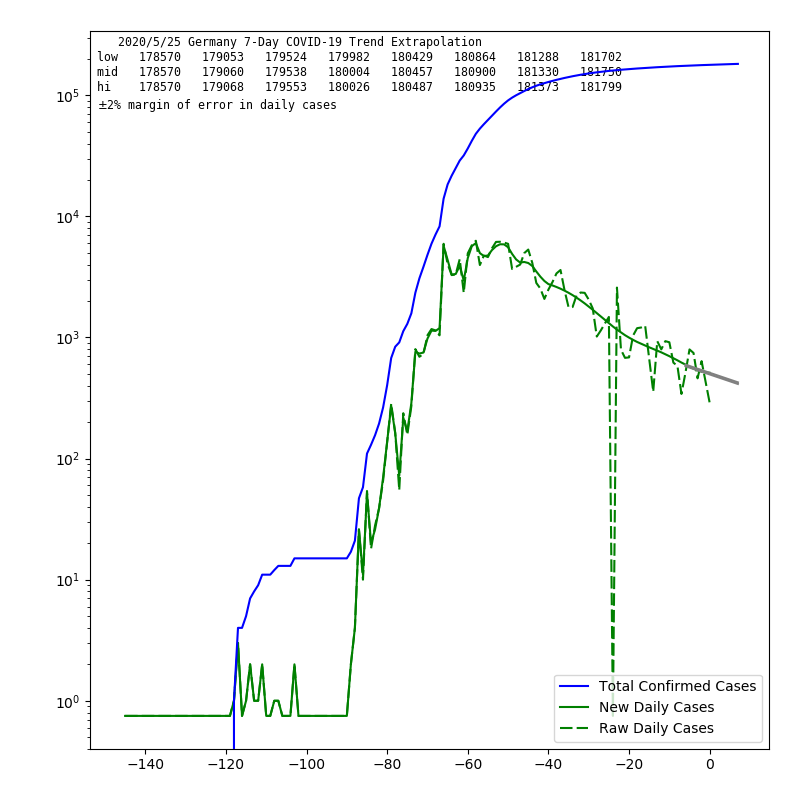 2020/5/25 Germany 7-Day COVID-19 Trend Extrapolation
low 178570 179053 179524 179982 180429 180864 181288 181702
mid 178570 179060 179538 180004 180457 180900 181330 181750
hi 178570 179068 179553 180026 180487 180935 181373 181799
±2% margin of error in daily cases
10⁵
10⁴
10³
10²
10¹
10⁰
Total Confirmed Cases
New Daily Cases
Raw Daily Cases
−140 −120 −100 −80 −60 −40 −20 0